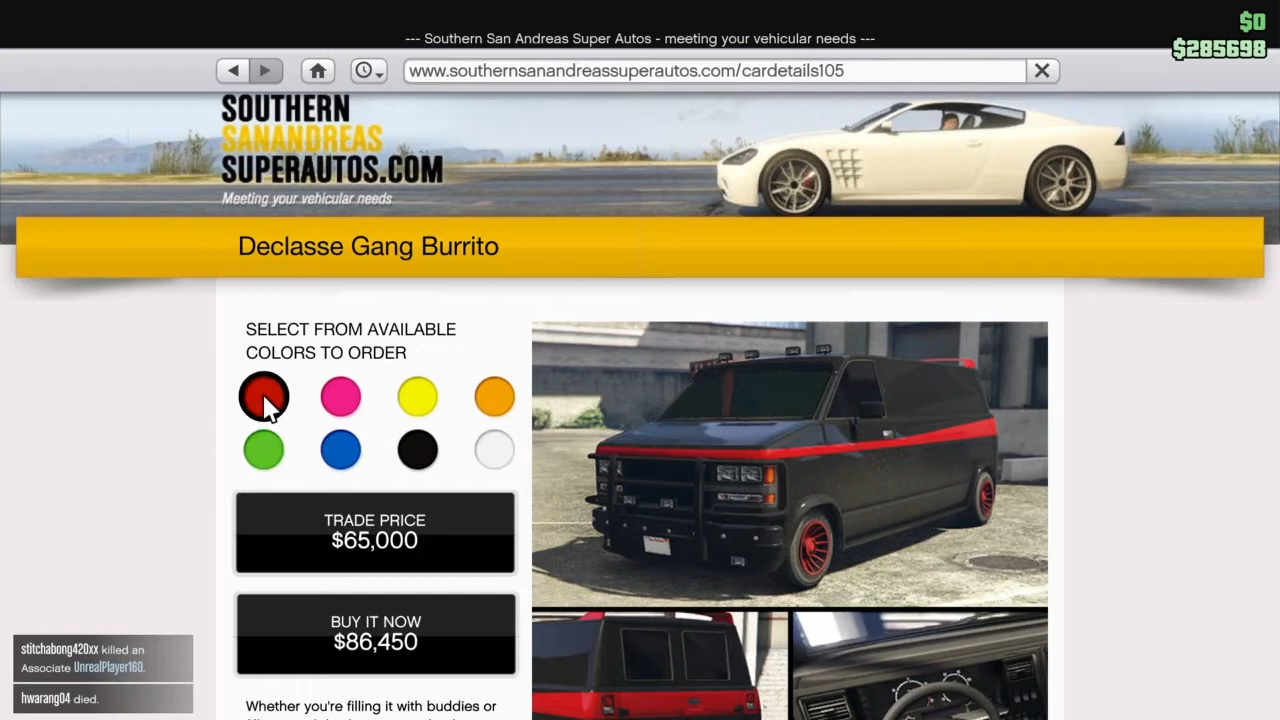 $0
$285698
--- Southern San Andreas Super Autos - meeting your vehicular needs ---
www.southernsanandreassuperautos.com/cardetails105
SOUTHERN
SANANDREAS
SUPERAUTOS.COM
Meeting your vehicular needs
Declasse Gang Burrito
SELECT FROM AVAILABLE
COLORS TO ORDER
TRADE PRICE
$65,000
BUY IT NOW
$86,450
Whether you're filling it with buddies or
stitchabong420xx killed an
Associate UnrealPlayer160.
hwarang04 died.